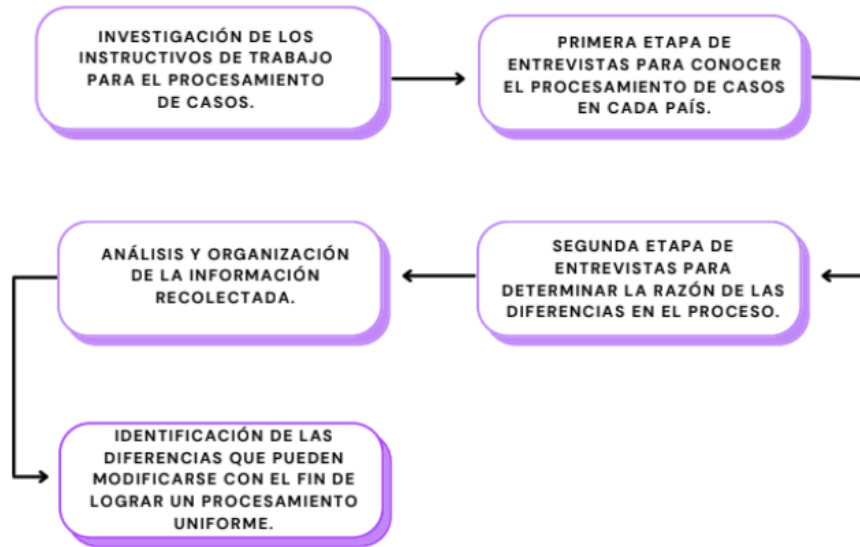 INVESTIGACIÓN DE LOS
INSTRUCTIVOS DE TRABAJO
PARA EL PROCESAMIENTO
DE CASOS.
PRIMERA ETAPA DE
ENTREVISTAS PARA CONOCER
EL PROCESAMIENTO DE CASOS
EN CADA PAÍS.
SEGUNDA ETAPA DE
ENTREVISTAS PARA
DETERMINAR LA RAZÓN DE LAS
DIFERENCIAS EN EL PROCESO.
ANÁLISIS Y ORGANIZACIÓN
DE LA INFORMACIÓN
RECOLECTADA.
IDENTIFICACIÓN DE LAS
DIFERENCIAS QUE PUEDEN
MODIFICARSE CON EL FIN DE
LOGRAR UN PROCESAMIENTO
UNIFORME.